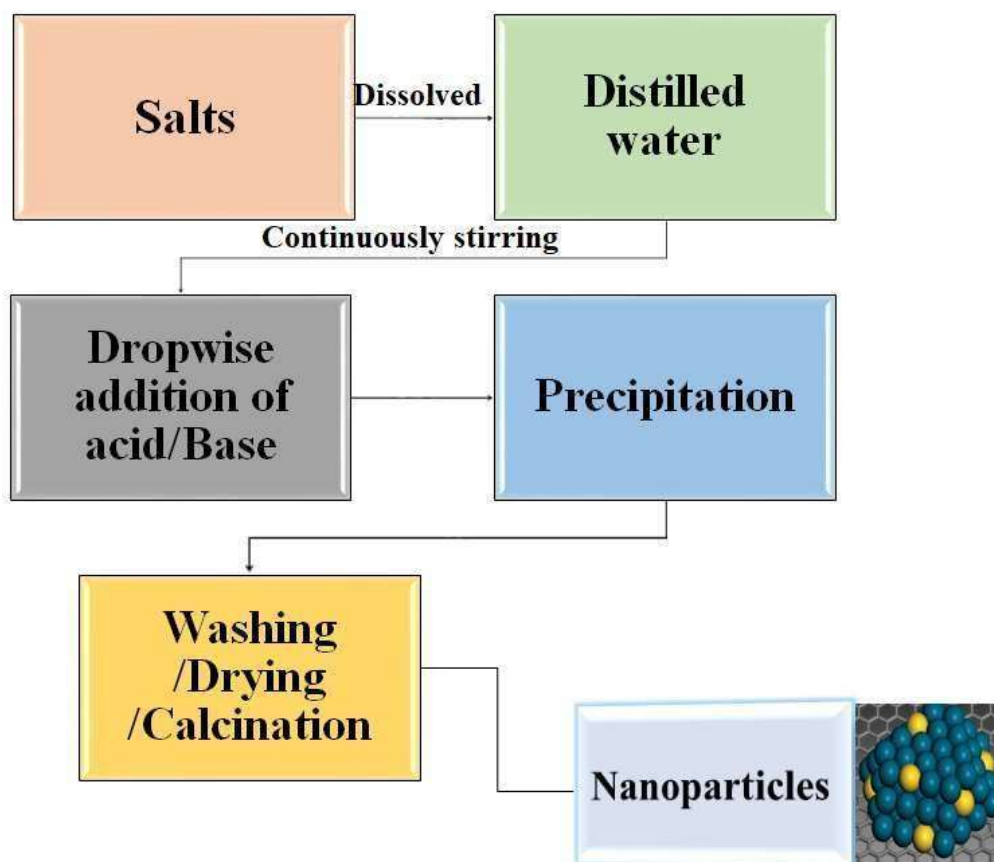 Salts
Dissolved
Distilled
water
Continuously stirring
Dropwise
addition of
acid/Base
Precipitation
Washing
/Drying
/Calcination
Nanoparticles